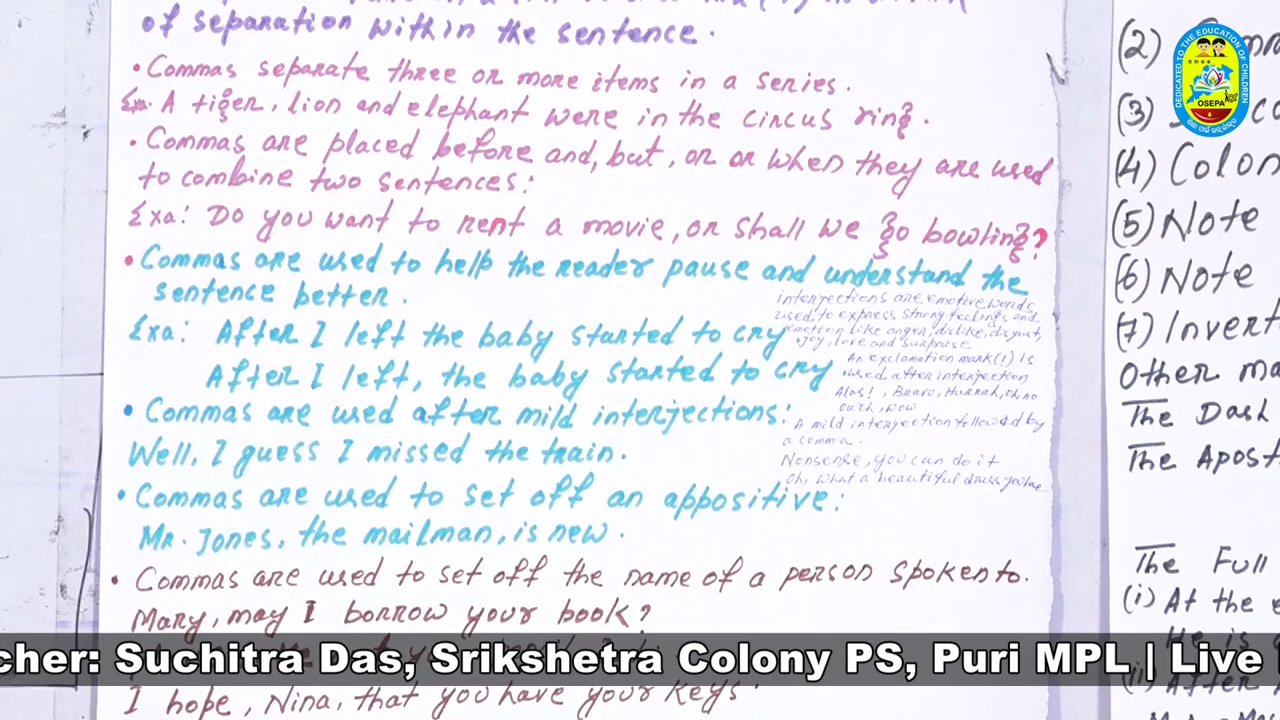 of separation within the sentence.
• Commas separate three or more items in a series.
Ex. A tiger, lion and elephant were in the circus ring.
• Commas are placed before and, but, or or when they are used
to combine two sentences:
Exa: Do you want to rent a movie, or shall we go bowling?
• Commas are used to help the reader pause and understand the
sentence better.
Exa: After I left the baby started to cry
After I left, the baby started to cry
• Commas are used after mild interjections:
Well, I guess I missed the train.
• Commas are used to set off an appositive:
Mr. Jones, the mailman, is new.
• Commas are used to set off the name of a person spoken to.
Mary, may I borrow your book?
I hope, Nina, that you have your keys.
interjections are emotive words
used to express strong feelings and
emotion like anger, dislike, disgust,
joy, love and surprise
An exclamation mark(!) is
used after interjection
Alas!, Bravo, Hurrah, oh, no
ouch, wow
A mild interjection followed by
a comma.
Nonsense, you can do it
Oh, what a beautiful dress
(2)
(3)
(4) Colon
(5) Note
(6) Note
(7) Invert
Other ma
The Dash
The Apost
The Full
(i) At the
He is
(ii) After
DEDICATED TO THE EDUCATION OF CHILDREN
OSEPA
cher: Suchitra Das, Srikshetra Colony PS, Puri MPL | Live